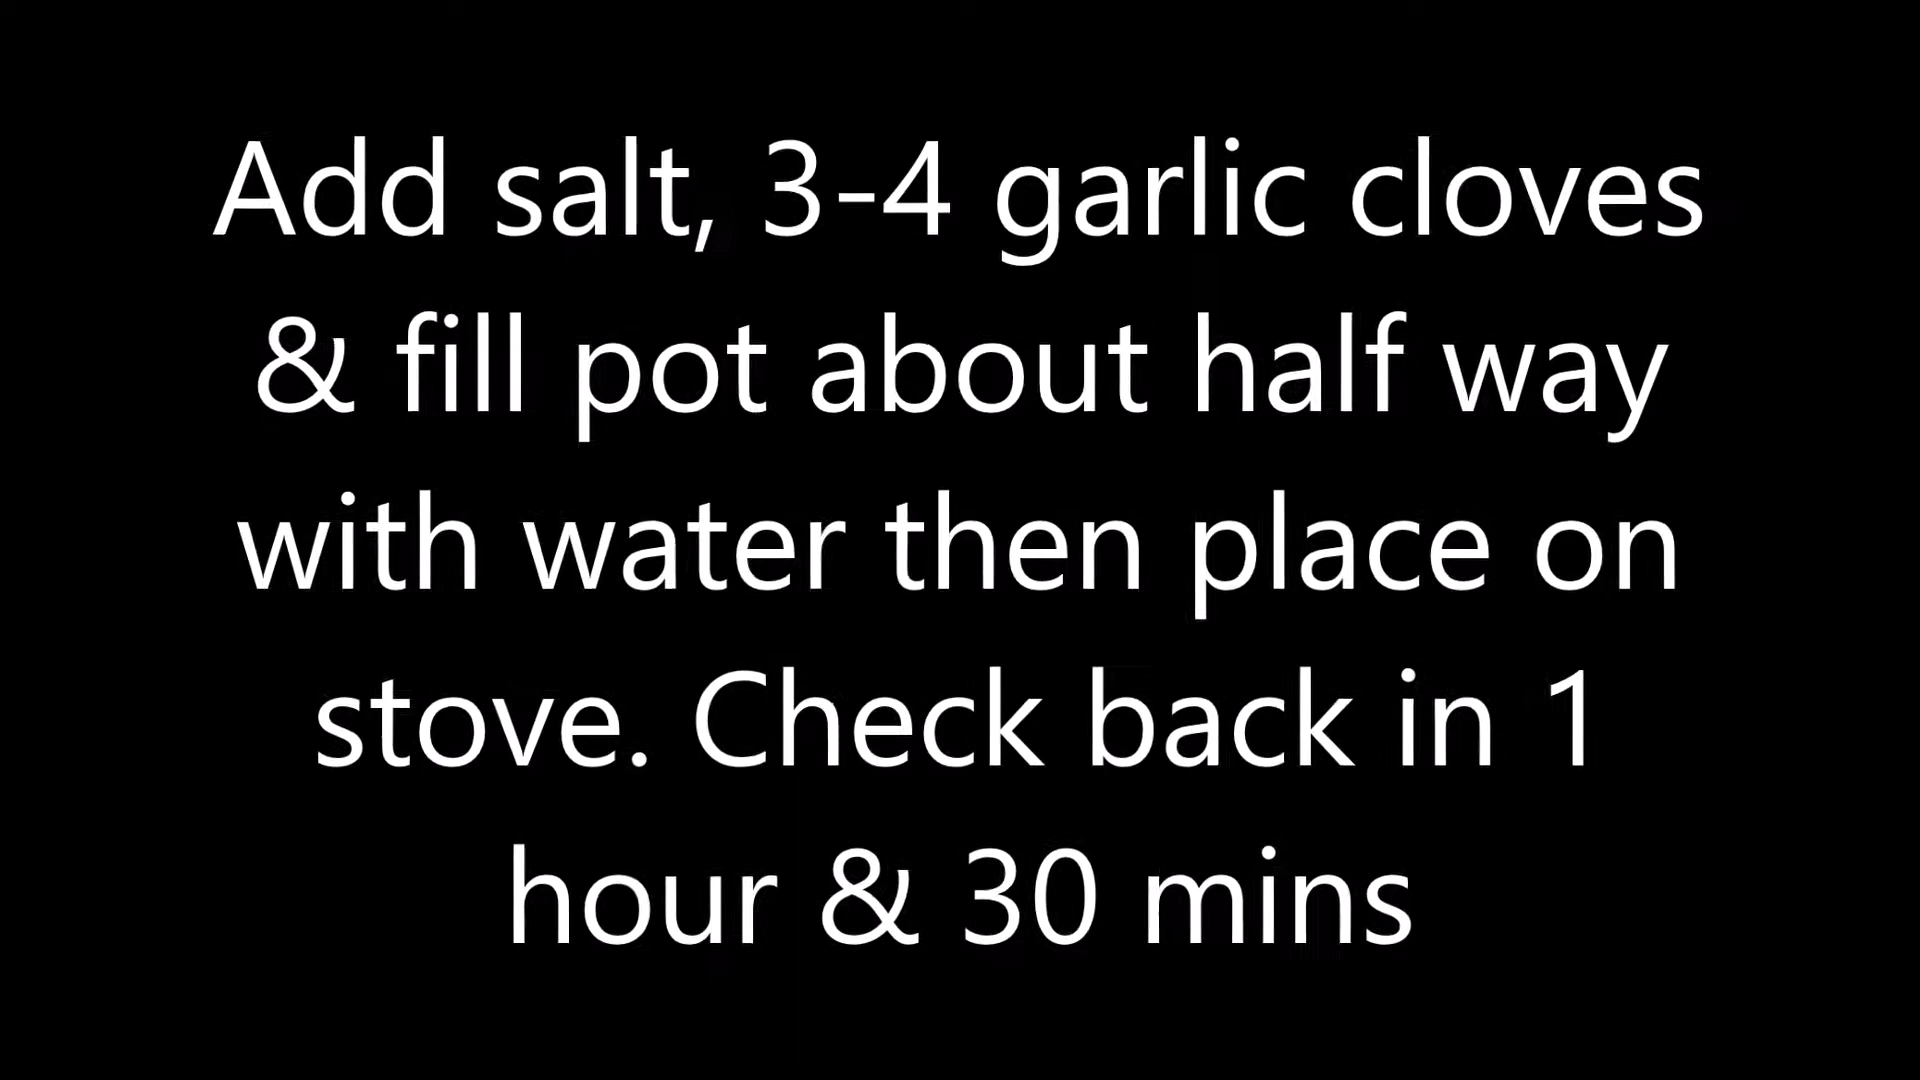 Add salt, 3-4 garlic cloves
& fill pot about half way
with water then place on
stove. Check back in 1
hour & 30 mins